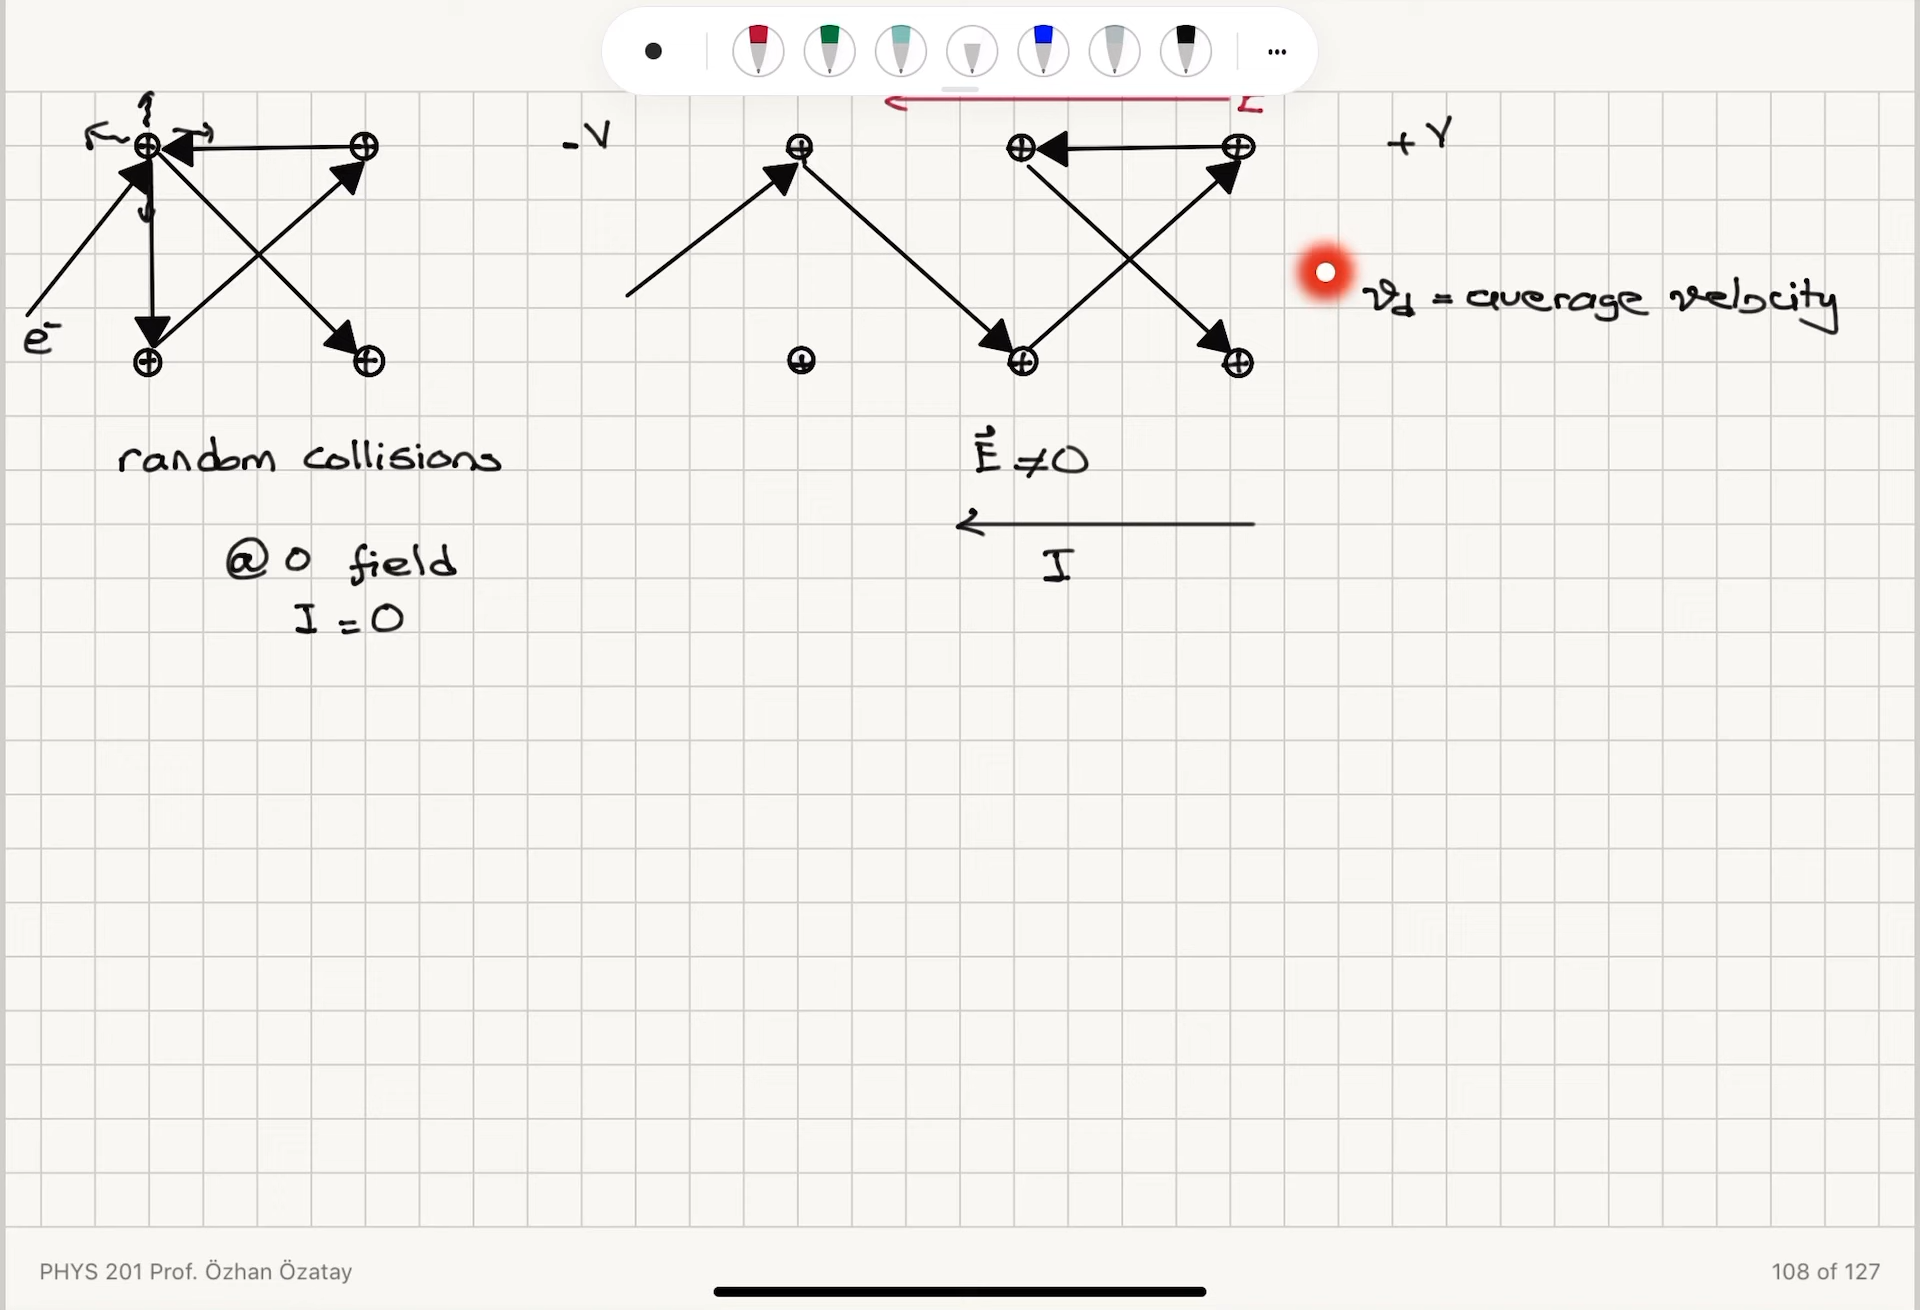 E
- V
+ V
e⁻
v_d = average velocity
random collisions
E⃗ ≠ 0
I
@ 0 field
I = 0
PHYS 201 Prof. Özhan Özatay
108 of 127